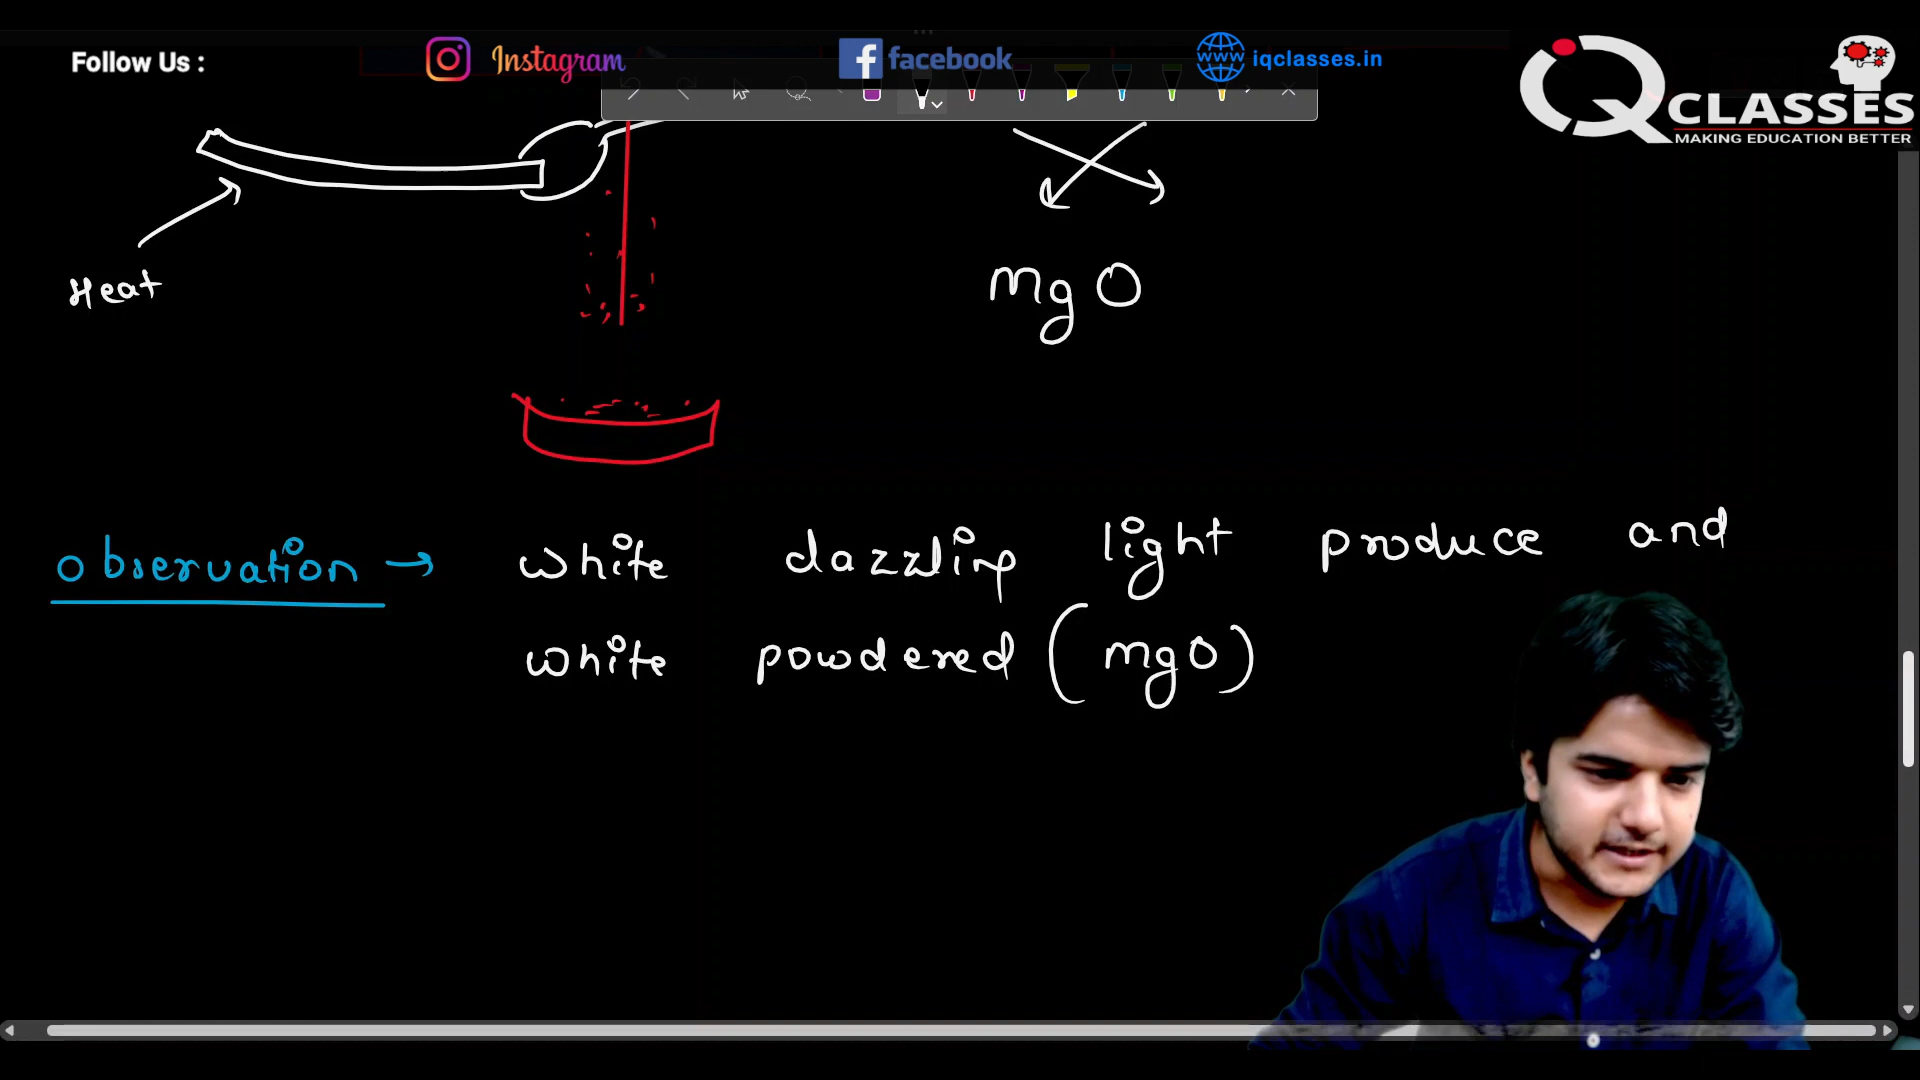 Follow Us :
Instagram
facebook
iqclasses.in
IQ CLASSES
MAKING EDUCATION BETTER
Heat
MgO
observation → white dazzling light produce and
white powdered (MgO)